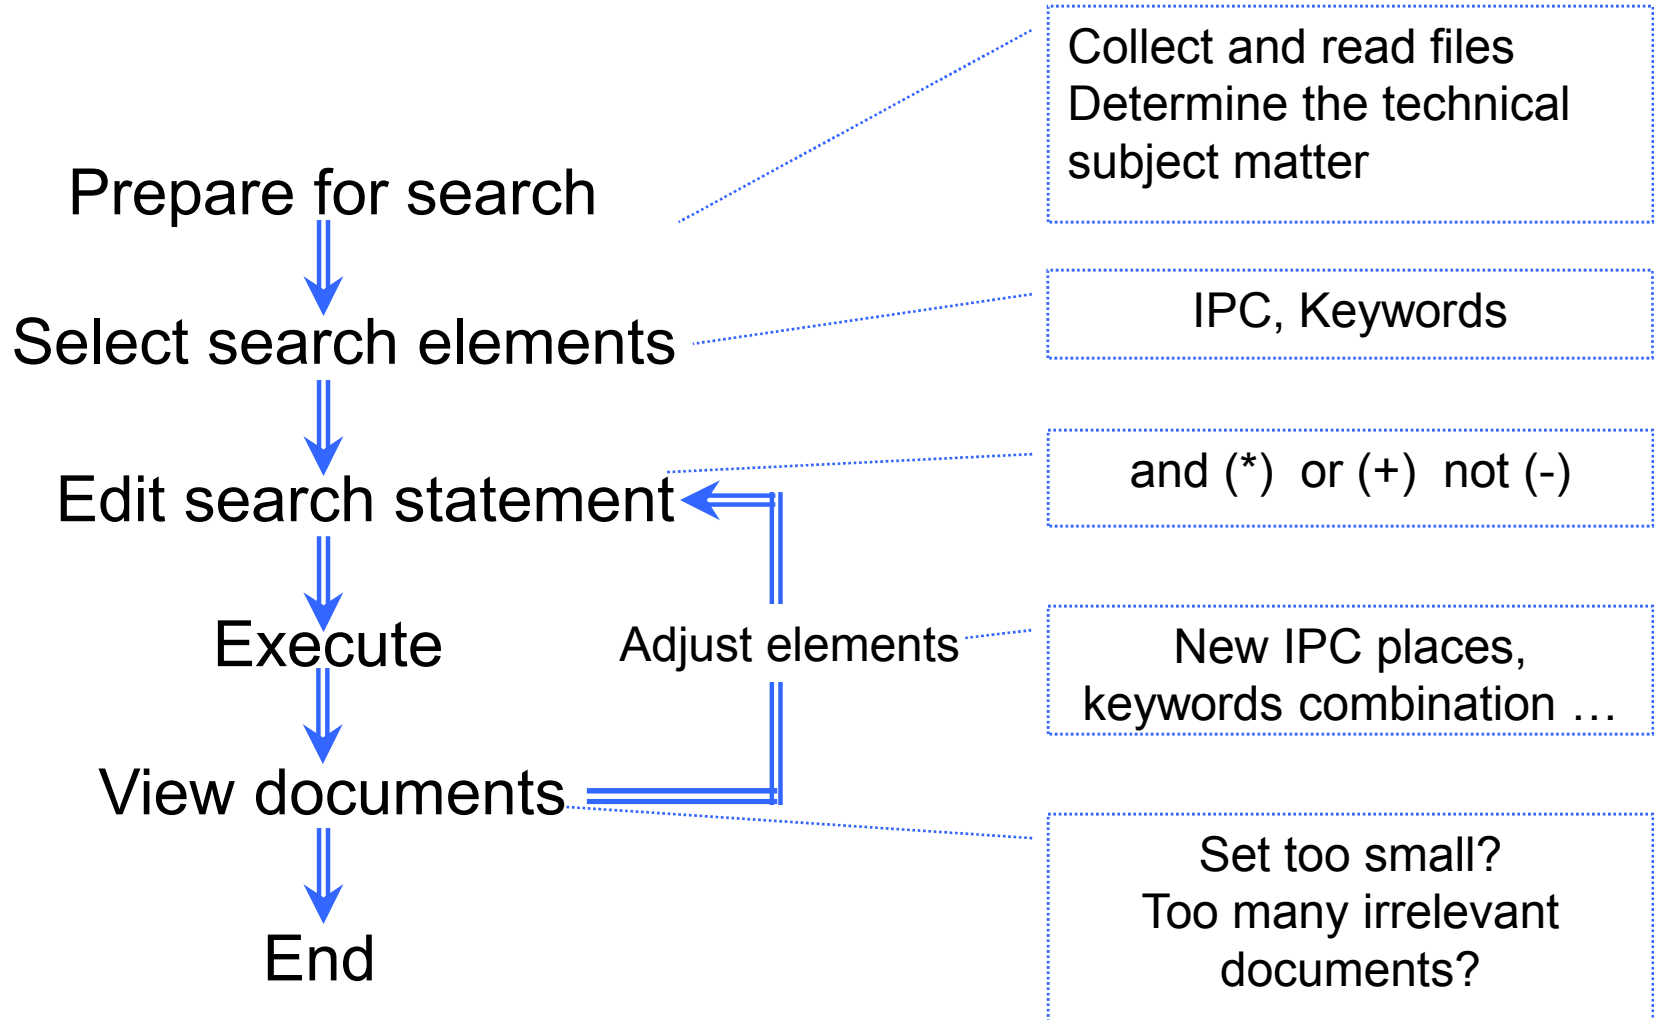 Collect and read files
Determine the technical
subject matter
Prepare for search
IPC, Keywords
Select search elements
and (*)  or (+)  not (-)
Edit search statement
Execute
Adjust elements
New IPC places,
keywords combination …
View documents
Set too small?
Too many irrelevant
documents?
End